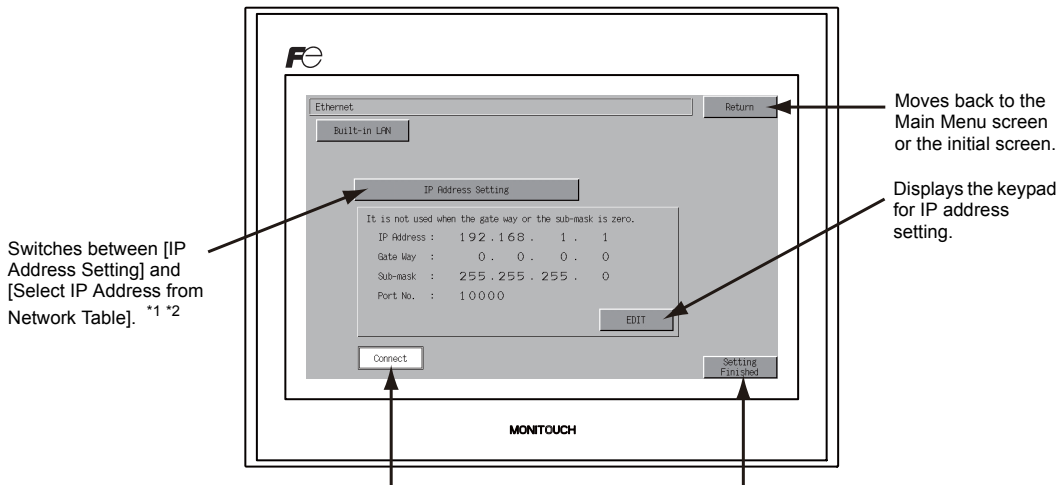 Fe
Ethernet
Return
Built-in LAN
IP Address Setting
It is not used when the gate way or the sub-mask is zero.
IP Address : 192.168. 1. 1
Gate Way : 0. 0. 0. 0
Sub-mask : 255.255.255. 0
Port No. : 10000
EDIT
Connect
Setting
Finished
MONITOUCH
Switches between [IP
Address Setting] and
[Select IP Address from
Network Table]. *1 *2
Moves back to the
Main Menu screen
or the initial screen.
Displays the keypad
for IP address
setting.